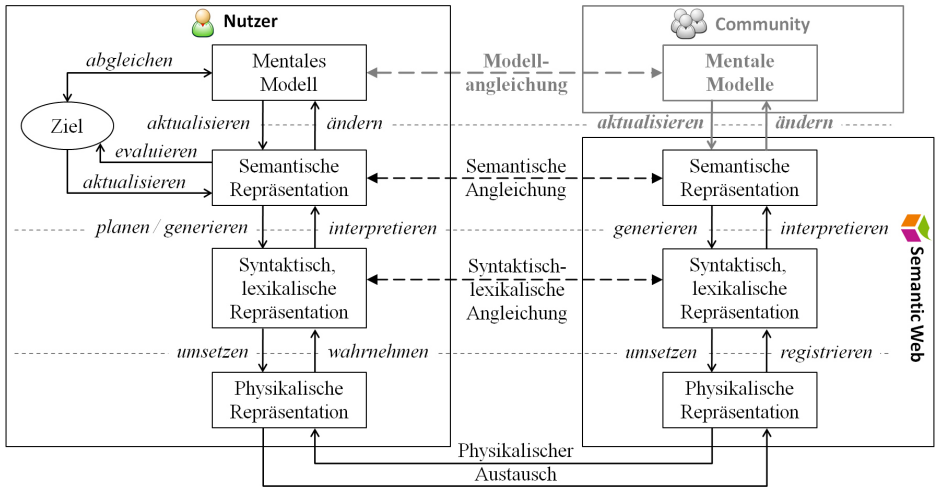 Nutzer
Community
abgleichen
Mentales
Modell
Modell-
angleichung
Mentale
Modelle
Ziel
aktualisieren
ändern
aktualisieren
ändern
evaluieren
aktualisieren
Semantische
Repräsentation
Semantische
Angleichung
Semantische
Repräsentation
planen / generieren
interpretieren
generieren
interpretieren
Syntaktisch,
lexikalische
Repräsentation
Syntaktisch-
lexikalische
Angleichung
Syntaktisch,
lexikalische
Repräsentation
Semantic Web
umsetzen
wahrnehmen
umsetzen
registrieren
Physikalische
Repräsentation
Physikalische
Repräsentation
Physikalischer
Austausch